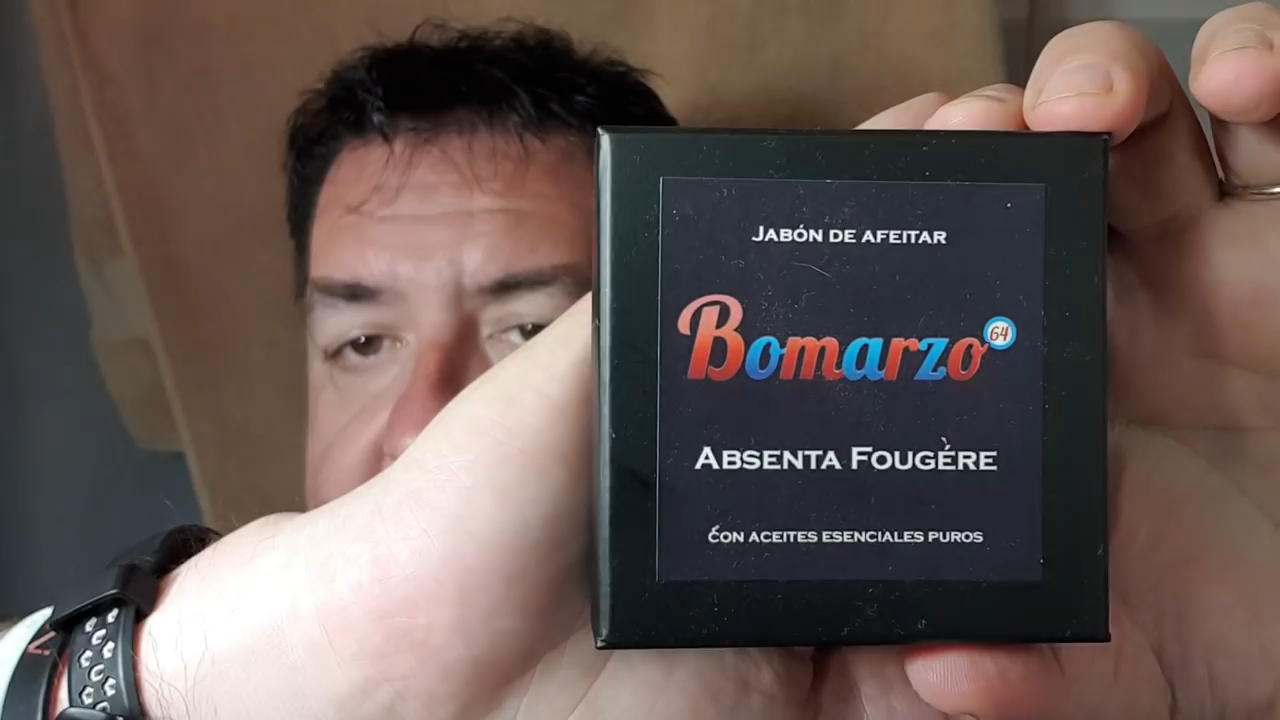 JABÓN DE AFEITAR
Bomarzo 64
ABSENTA FOUGÈRE
CON ACEITES ESENCIALES PUROS